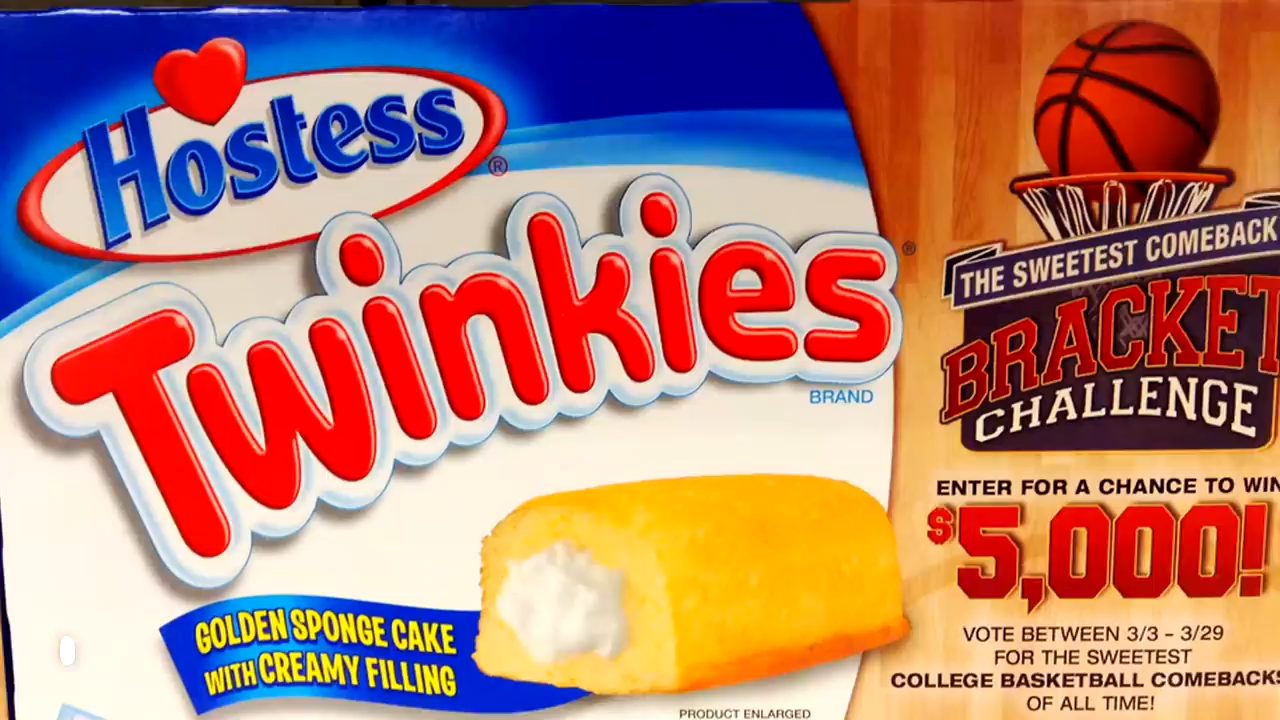 Hostess®
Twinkies®
BRAND
GOLDEN SPONGE CAKE
WITH CREAMY FILLING
PRODUCT ENLARGED
THE SWEETEST COMEBACK
BRACKET
CHALLENGE
ENTER FOR A CHANCE TO WIN
$5,000!
VOTE BETWEEN 3/3 - 3/29
FOR THE SWEETEST
COLLEGE BASKETBALL COMEBACKS
OF ALL TIME!